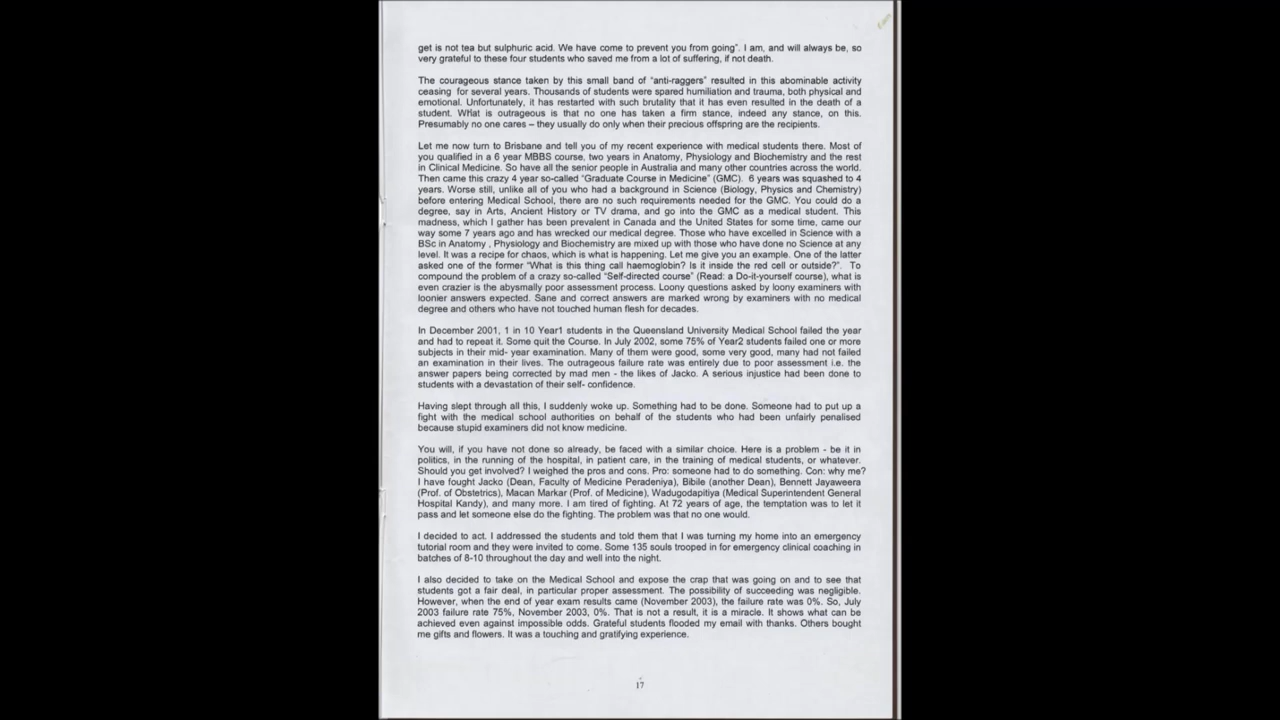 get is not tea but sulphuric acid. We have come to prevent you from going". I am, and will always be, so
very grateful to these four students who saved me from a lot of suffering, if not death.
The courageous stance taken by this small band of "anti-raggers" resulted in this abominable activity
ceasing for several years. Thousands of students were spared humiliation and trauma, both physical and
emotional. Unfortunately, it has restarted with such brutality that it has even resulted in the death of a
student. What is outrageous is that no one has taken a firm stance, indeed any stance, on this.
Presumably no one cares – they usually do only when their precious offspring are the recipients.
Let me now turn to Brisbane and tell you of my recent experience with medical students there. Most of
you qualified in a 6 year MBBS course, two years in Anatomy, Physiology and Biochemistry and the rest
in Clinical Medicine. So have all the senior people in Australia and many other countries across the world.
Then came this crazy 4 year so-called "Graduate Course in Medicine" (GMC). 6 years was squashed to 4
years. Worse still, unlike all of you who had a background in Science (Biology, Physics and Chemistry)
before entering Medical School, there are no such requirements needed for the GMC. You could do a
degree, say in Arts, Ancient History or TV drama, and go into the GMC as a medical student. This
madness, which I gather has been prevalent in Canada and the United States for some time, came our
way some 7 years ago and has wrecked our medical degree. Those who have excelled in Science with a
BSc in Anatomy , Physiology and Biochemistry are mixed up with those who have done no Science at any
level. It was a recipe for chaos, which is what is happening. Let me give you an example. One of the latter
asked one of the former "What is this thing call haemoglobin? Is it inside the red cell or outside?". To
compound the problem of a crazy so-called "Self-directed course" (Read: a Do-it-yourself course), what is
even crazier is the abysmally poor assessment process. Loony questions asked by loony examiners with
loonier answers expected. Sane and correct answers are marked wrong by examiners with no medical
degree and others who have not touched human flesh for decades.
In December 2001, 1 in 10 Year1 students in the Queensland University Medical School failed the year
and had to repeat it. Some quit the Course. In July 2002, some 75% of Year2 students failed one or more
subjects in their mid- year examination. Many of them were good, some very good, many had not failed
an examination in their lives. The outrageous failure rate was entirely due to poor assessment i.e. the
answer papers being corrected by mad men - the likes of Jacko. A serious injustice had been done to
students with a devastation of their self- confidence.
Having slept through all this, I suddenly woke up. Something had to be done. Someone had to put up a
fight with the medical school authorities on behalf of the students who had been unfairly penalised
because stupid examiners did not know medicine.
You will, if you have not done so already, be faced with a similar choice. Here is a problem - be it in
politics, in the running of the hospital, in patient care, in the training of medical students, or whatever.
Should you get involved? I weighed the pros and cons. Pro: someone had to do something. Con: why me?
I have fought Jacko (Dean, Faculty of Medicine Peradeniya), Bibile (another Dean), Bennett Jayaweera
(Prof. of Obstetrics), Macan Markar (Prof. of Medicine), Wadugodapitiya (Medical Superintendent General
Hospital Kandy), and many more. I am tired of fighting. At 72 years of age, the temptation was to let it
pass and let someone else do the fighting. The problem was that no one would.
I decided to act. I addressed the students and told them that I was turning my home into an emergency
tutorial room and they were invited to come. Some 135 souls trooped in for emergency clinical coaching in
batches of 8-10 throughout the day and well into the night.
I also decided to take on the Medical School and expose the crap that was going on and to see that
students got a fair deal, in particular proper assessment. The possibility of succeeding was negligible.
However, when the end of year exam results came (November 2003), the failure rate was 0%. So, July
2003 failure rate 75%, November 2003, 0%. That is not a result, it is a miracle. It shows what can be
achieved even against impossible odds. Grateful students flooded my email with thanks. Others bought
me gifts and flowers. It was a touching and gratifying experience.
17